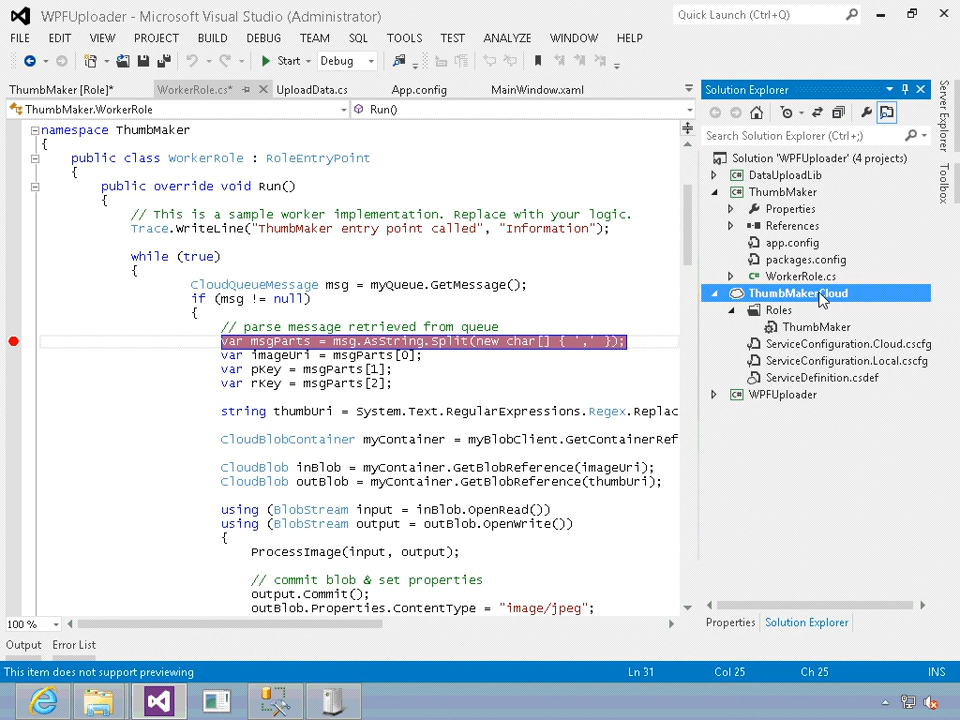 WPFUploader - Microsoft Visual Studio (Administrator)
Quick Launch (Ctrl+Q)
FILE EDIT VIEW PROJECT BUILD DEBUG TEAM SQL TOOLS TEST ANALYZE WINDOW HELP
Start Debug
ThumbMaker [Role]* WorkerRole.cs* UploadData.cs App.config MainWindow.xaml
ThumbMaker.WorkerRole Run()
namespace ThumbMaker
{
public class WorkerRole : RoleEntryPoint
{
public override void Run()
{
// This is a sample worker implementation. Replace with your logic.
Trace.WriteLine("ThumbMaker entry point called", "Information");
while (true)
{
CloudQueueMessage msg = myQueue.GetMessage();
if (msg != null)
{
// parse message retrieved from queue
var msgParts = msg.AsString.Split(new char[] { ',' });
var imageUri = msgParts[0];
var pKey = msgParts[1];
var rKey = msgParts[2];
string thumbUri = System.Text.RegularExpressions.Regex.Replac
CloudBlobContainer myContainer = myBlobClient.GetContainerRef
CloudBlob inBlob = myContainer.GetBlobReference(imageUri);
CloudBlob outBlob = myContainer.GetBlobReference(thumbUri);
using (BlobStream input = inBlob.OpenRead())
using (BlobStream output = outBlob.OpenWrite())
{
ProcessImage(input, output);
// commit blob & set properties
output.Commit();
outBlob.Properties.ContentType = "image/jpeg";
100 %
Output Error List
Solution Explorer
Search Solution Explorer (Ctrl+;)
Solution 'WPFUploader' (4 projects)
DataUploadLib
ThumbMaker
Properties
References
app.config
packages.config
WorkerRole.cs
ThumbMakerCloud
Roles
ThumbMaker
ServiceConfiguration.Cloud.cscfg
ServiceConfiguration.Local.cscfg
ServiceDefinition.csdef
WPFUploader
Properties Solution Explorer
Server Explorer
Toolbox
This item does not support previewing Ln 31 Col 25 Ch 25 INS